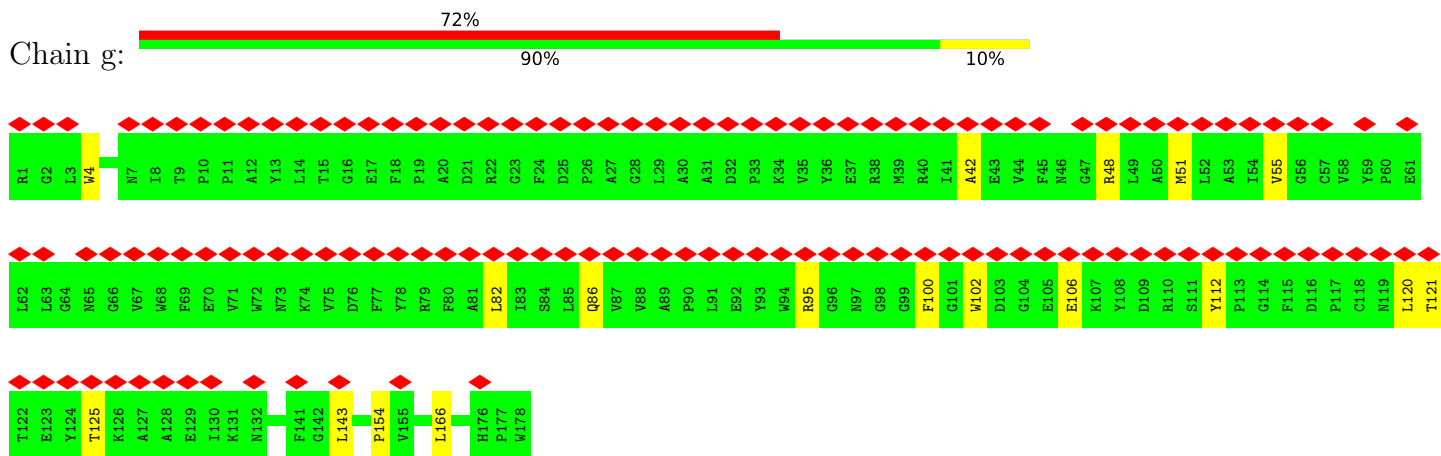 72%
Chain g:
90% 10%
R1 G2 L3 W4 N7 I8 T9 P10 P11 A12 Y13 L14 T15 G16 E17 F18 P19 A20 D21 R22 G23 F24 D25 P26 A27 G28 L29 A30 A31 D32 P33 K34 V35 Y36 E37 R38 M39 R40 I41 A42 E43 V44 F45 N46 G47 R48 L49 A50 M51 L52 A53 I54 V55 G56 C57 V58 Y59 P60 E61
L62 L63 G64 N65 G66 V67 W68 F69 E70 V71 W72 N73 K74 V75 D76 F77 Y78 R79 F80 A81 L82 I83 S84 L85 Q86 V87 V88 A89 P90 L91 E92 Y93 W94 R95 G96 N97 G98 G99 F100 G101 W102 D103 G104 E105 E106 K107 Y108 D109 R110 S111 Y112 P113 G114 F115 D116 P117 C118 N119 L120 T121
T122 E123 Y124 T125 K126 A127 A128 E129 I130 K131 N132 F141 G142 L143 P154 V155 L166 H176 P177 W178